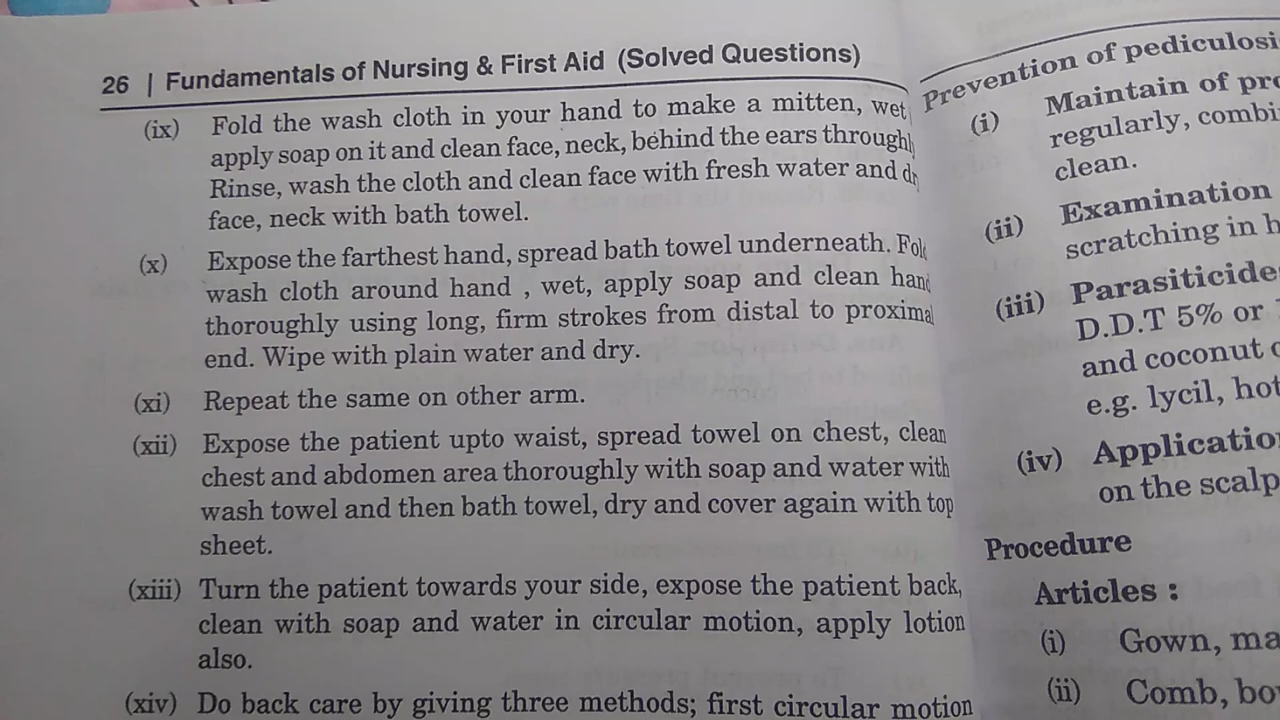 26 | Fundamentals of Nursing & First Aid (Solved Questions)
(ix) Fold the wash cloth in your hand to make a mitten, wet
apply soap on it and clean face, neck, behind the ears
Rinse, wash the cloth and clean face with fresh water and
face, neck with bath towel.
(x) Expose the farthest hand, spread bath towel underneath.
wash cloth around hand , wet, apply soap and clean
thoroughly using long, firm strokes from distal to
end. Wipe with plain water and dry.
(xi) Repeat the same on other arm.
(xii) Expose the patient upto waist, spread towel on chest, clean
chest and abdomen area thoroughly with soap and water with
wash towel and then bath towel, dry and cover again with top
sheet.
(xiii) Turn the patient towards your side, expose the patient back,
clean with soap and water in circular motion, apply lotion
also.
(xiv) Do back care by giving three methods; first circular motion
Prevention of
(i) Maintain of
regularly,
clean.
(ii) Examination
scratching in
(iii)
D.D.T 5% or
and coconut
e.g. lycil,
(iv)
on the scalp
Procedure
Articles :
(i) Gown,
(ii) Comb,